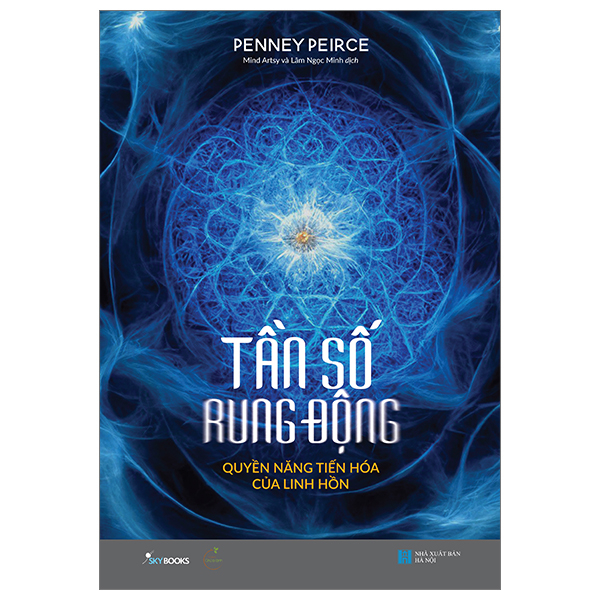 PENNEY PEIRCE
Mind Artsy và Lâm Ngọc Minh dịch
TẦN SỐ
RUNG ĐỘNG
QUYỀN NĂNG TIẾN HÓA
CỦA LINH HỒN
SKYBOOKS
NHÀ XUẤT BẢN
HÀ NỘI